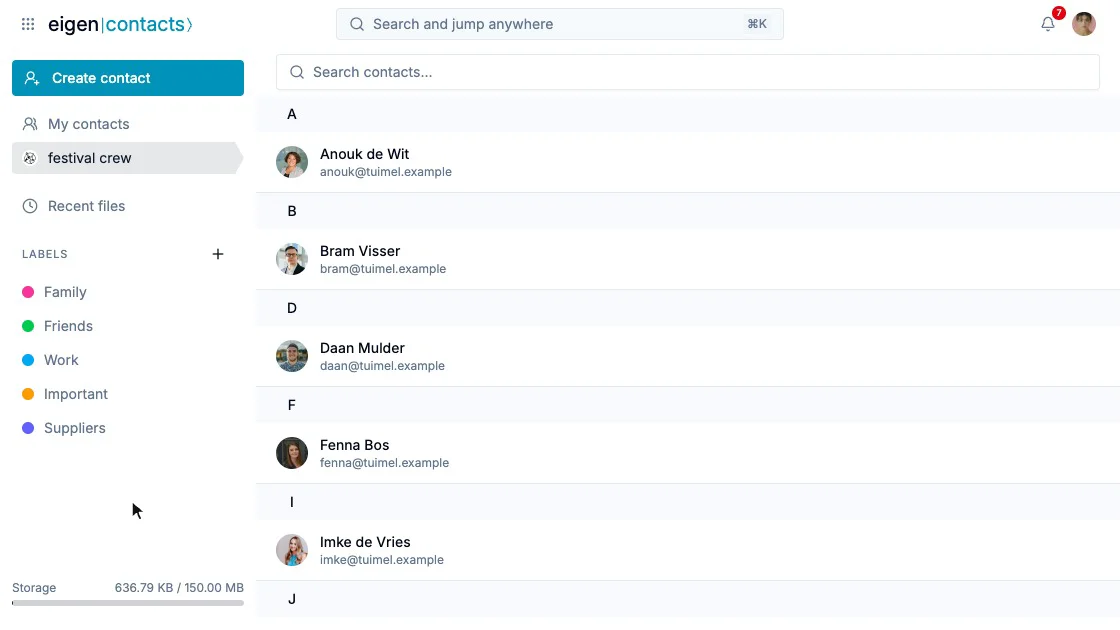 eigen|contacts⟩
Search and jump anywhere
⌘K
7
Create contact
My contacts
festival crew
Recent files
LABELS
Family
Friends
Work
Important
Suppliers
Storage
636.79 KB / 150.00 MB
Search contacts...
A
Anouk de Wit
anouk@tuimel.example
B
Bram Visser
bram@tuimel.example
D
Daan Mulder
daan@tuimel.example
F
Fenna Bos
fenna@tuimel.example
I
Imke de Vries
imke@tuimel.example
J